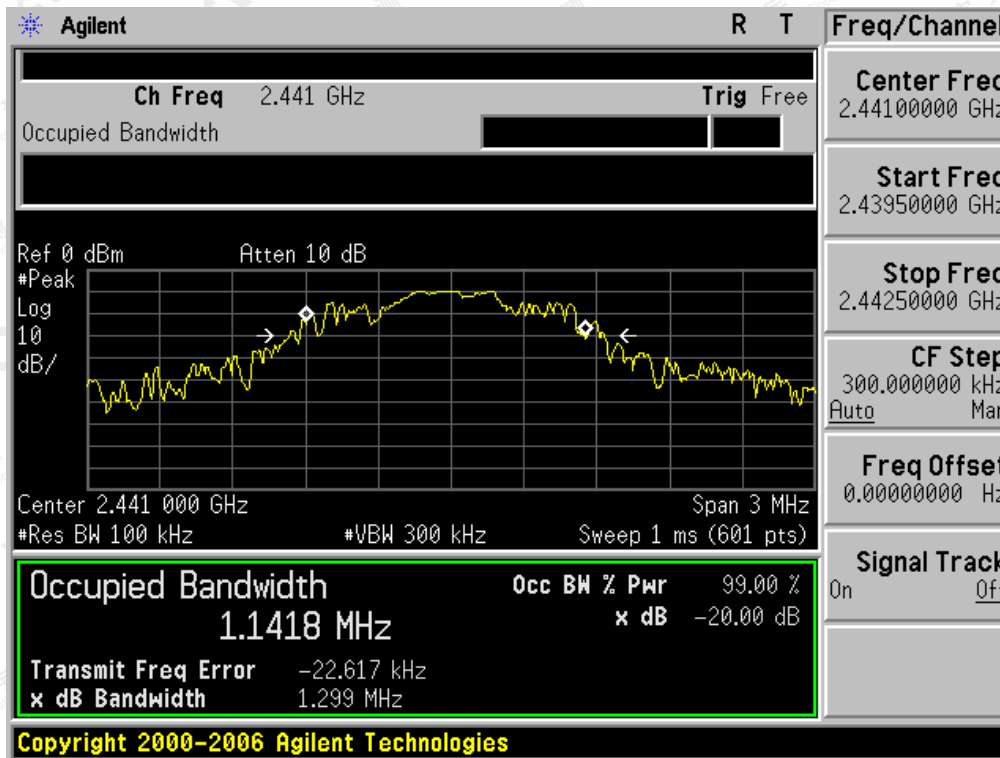 Agilent R T
Freq/Channel
Ch Freq 2.441 GHz Trig Free
Occupied Bandwidth
Ref 0 dBm Atten 10 dB
#Peak
Log
10
dB/
Center 2.441 000 GHz Span 3 MHz
#Res BW 100 kHz #VBW 300 kHz Sweep 1 ms (601 pts)
Occupied Bandwidth
1.1418 MHz
Occ BW % Pwr 99.00 %
x dB -20.00 dB
Transmit Freq Error -22.617 kHz
x dB Bandwidth 1.299 MHz
Copyright 2000-2006 Agilent Technologies
Center Freq
2.44100000 GHz
Start Freq
2.43950000 GHz
Stop Freq
2.44250000 GHz
CF Step
300.000000 kHz
Auto Man
Freq Offset
0.00000000 Hz
Signal Track
On Off